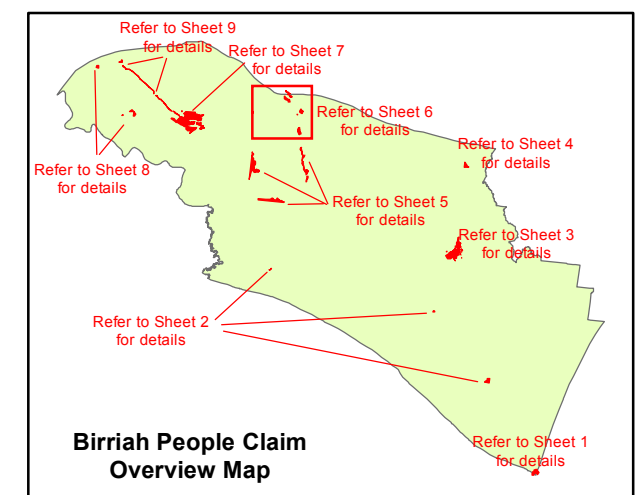 Refer to Sheet 9
for details
Refer to Sheet 7
for details
Refer to Sheet 6
for details
Refer to Sheet 4
for details
Refer to Sheet 8
for details
Refer to Sheet 5
for details
Refer to Sheet 3
for details
Refer to Sheet 2
for details
Birriah People Claim
Overview Map
Refer to Sheet 1
for details